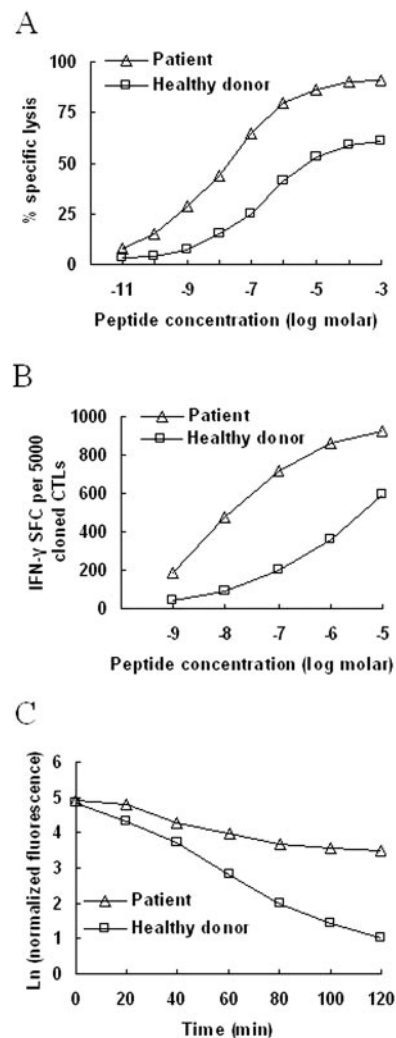 A
Patient
Healthy donor
% specific lysis
100
75
50
25
0
-11 -9 -7 -5 -3
Peptide concentration (log molar)
B
Patient
Healthy donor
IFN-γ SFC per 5000
cloned CTLs
1000
800
600
400
200
0
-9 -8 -7 -6 -5
Peptide concentration (log molar)
C
Ln (normalized fluorescence)
6
5
4
3
2
1
0
Patient
Healthy donor
0 20 40 60 80 100 120
Time (min)